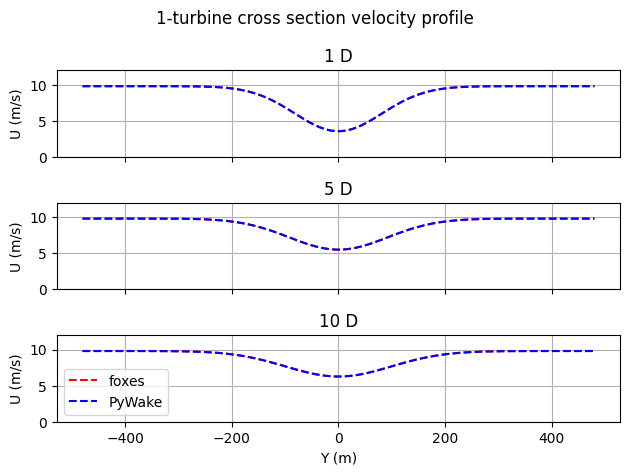 1-turbine cross section velocity profile
1 D
10
5
0
U (m/s)
5 D
10
5
0
U (m/s)
10 D
10
5
0
U (m/s)
foxes
PyWake
−400 −200 0 200 400
Y (m)